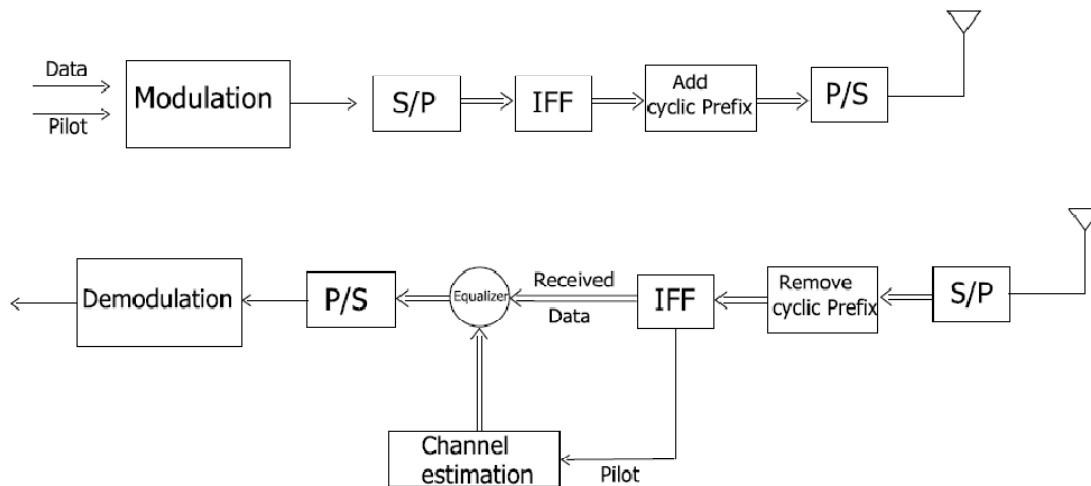 Data
Pilot
Modulation
S/P
IFF
Add
cyclic Prefix
P/S
Demodulation
P/S
Equalizer
Received
Data
IFF
Remove
cyclic Prefix
S/P
Channel
estimation
Pilot